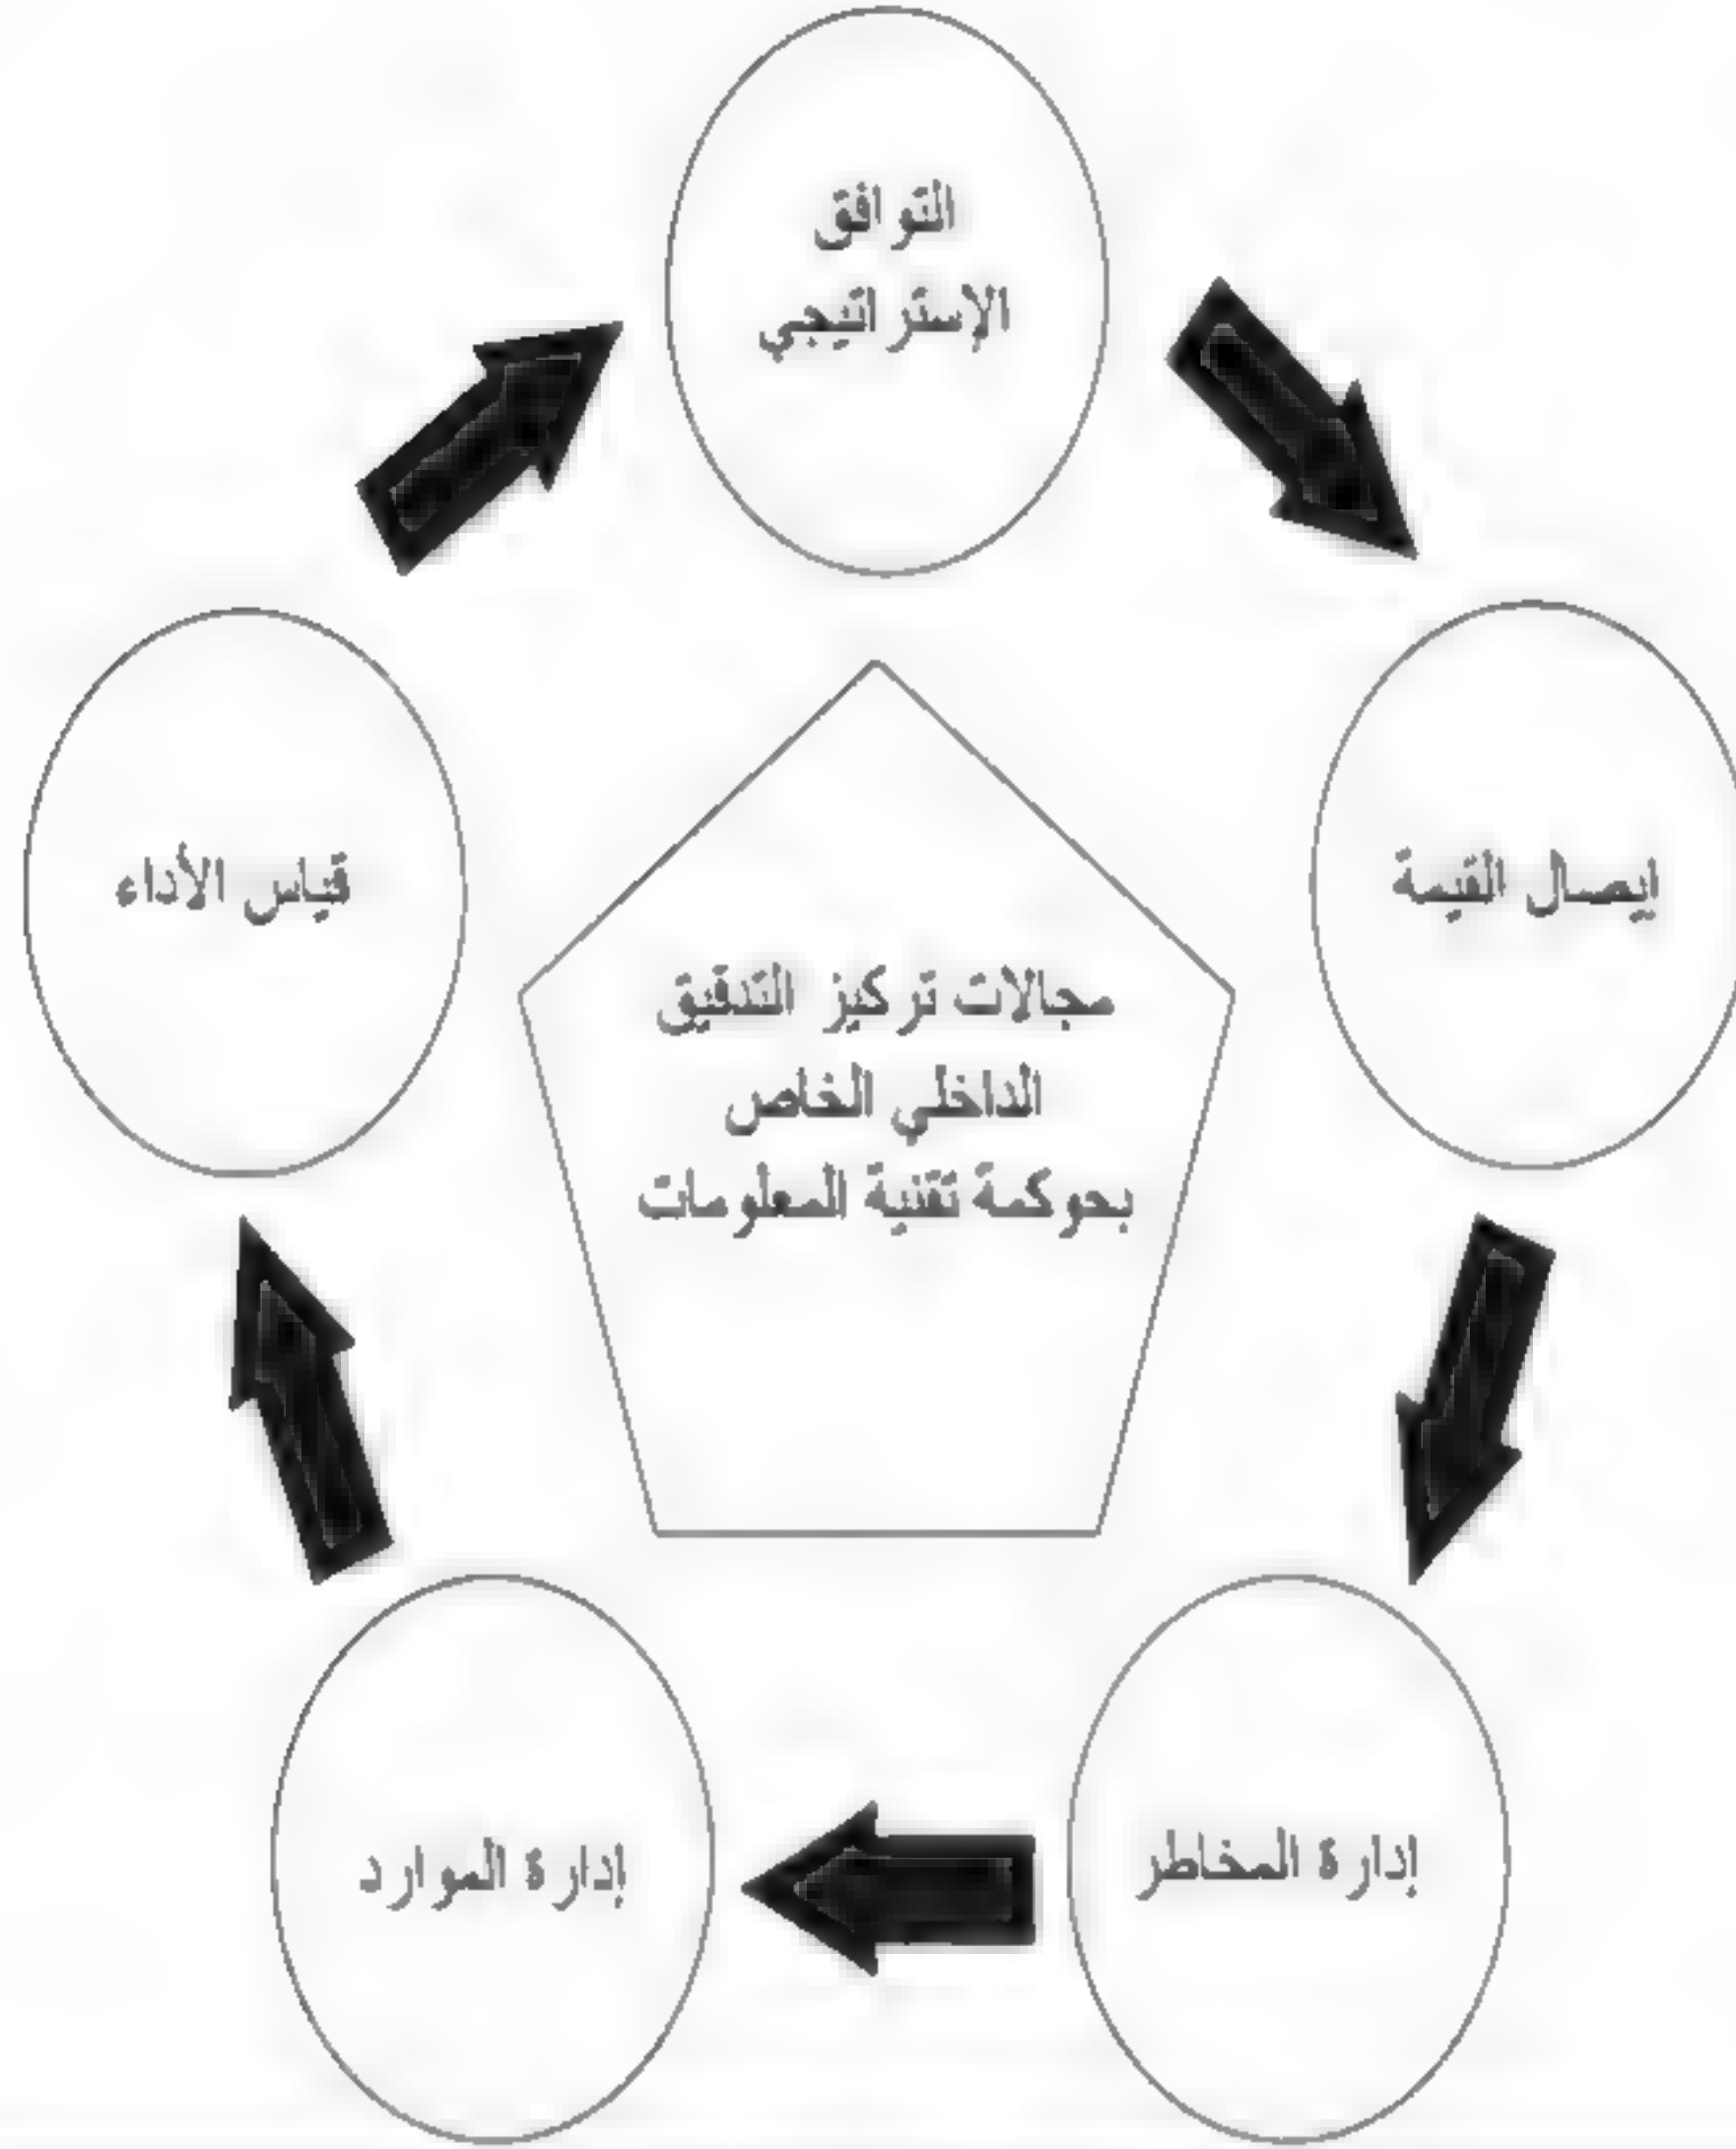 التوافق
الإستراتيجي
إيصال القيمة
قياس الأداء
مجالات تركيز التدقيق
الداخلي الخاص
بحوكمة تقنية المعلومات
إدارة المخاطر
إدارة الموارد